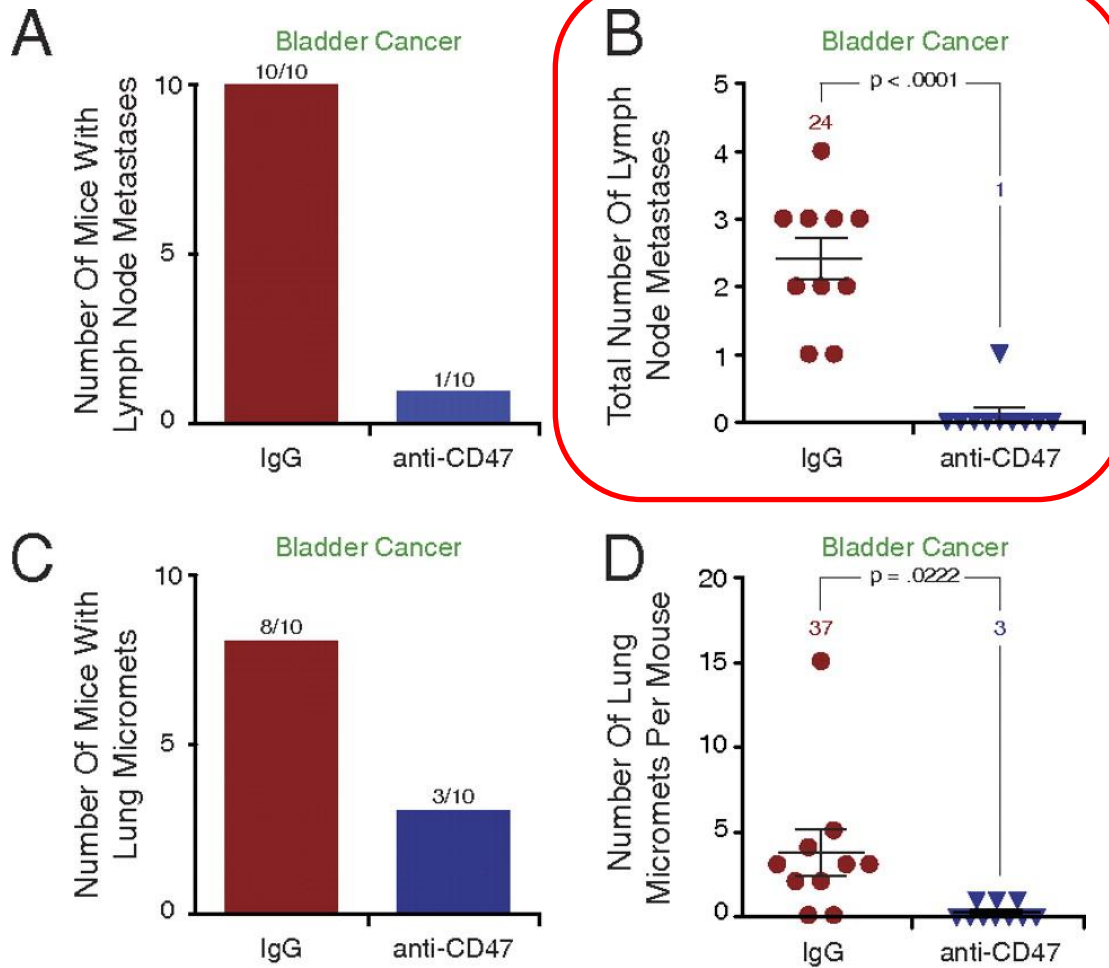 A
Bladder Cancer
Number Of Mice With
Lymph Node Metastases
10
5
0
10/10
1/10
IgG
anti-CD47
B
Bladder Cancer
Total Number Of Lymph
Node Metastases
5
4
3
2
1
0
p < .0001
24
1
IgG
anti-CD47
C
Bladder Cancer
Number Of Mice With
Lung Micromets
10
5
0
8/10
3/10
IgG
anti-CD47
D
Bladder Cancer
Number Of Lung
Micromets Per Mouse
20
15
10
5
0
p = .0222
37
3
IgG
anti-CD47